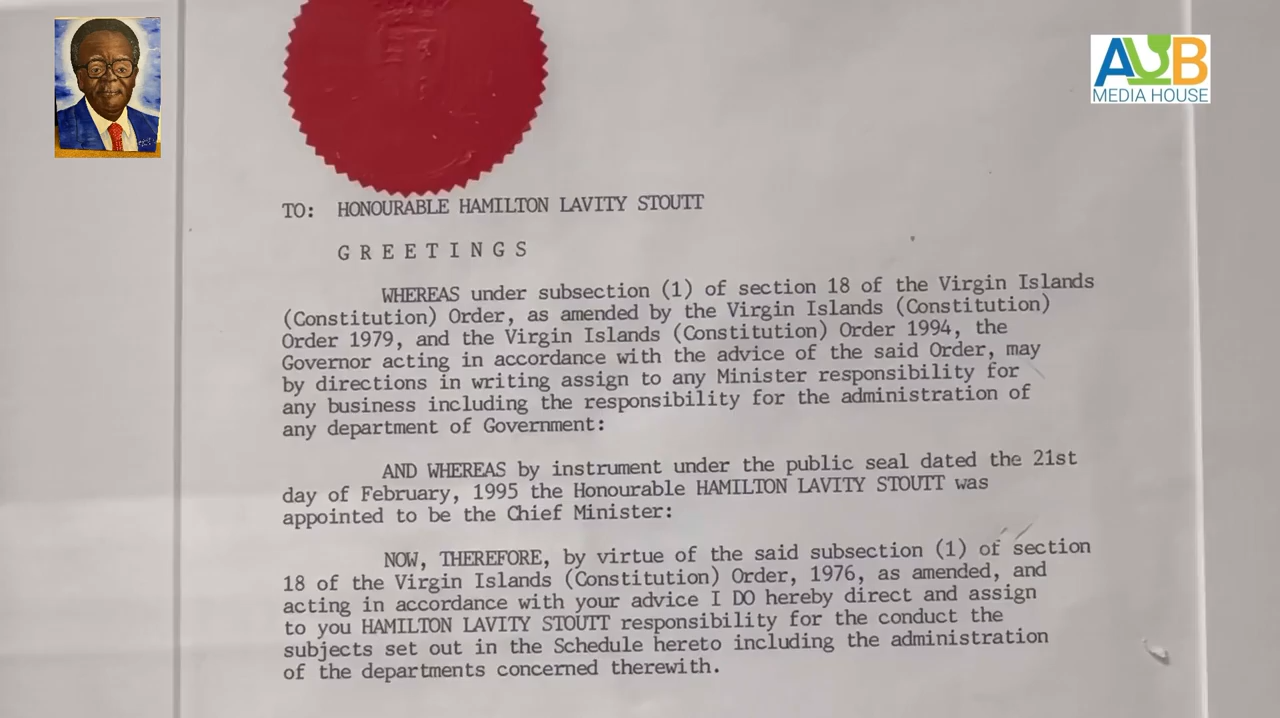 AUB
MEDIA HOUSE
TO: HONOURABLE HAMILTON LAVITY STOUTT
G R E E T I N G S
WHEREAS under subsection (1) of section 18 of the Virgin Islands
(Constitution) Order, as amended by the Virgin Islands (Constitution)
Order 1979, and the Virgin Islands (Constitution) Order 1994, the
Governor acting in accordance with the advice of the said Order, may
by directions in writing assign to any Minister responsibility for
any business including the responsibility for the administration of
any department of Government:
AND WHEREAS by instrument under the public seal dated the 21st
day of February, 1995 the Honourable HAMILTON LAVITY STOUTT was
appointed to be the Chief Minister:
NOW, THEREFORE, by virtue of the said subsection (1) of section
18 of the Virgin Islands (Constitution) Order, 1976, as amended, and
acting in accordance with your advice I DO hereby direct and assign
to you HAMILTON LAVITY STOUTT responsibility for the conduct the
subjects set out in the Schedule hereto including the administration
of the departments concerned therewith.